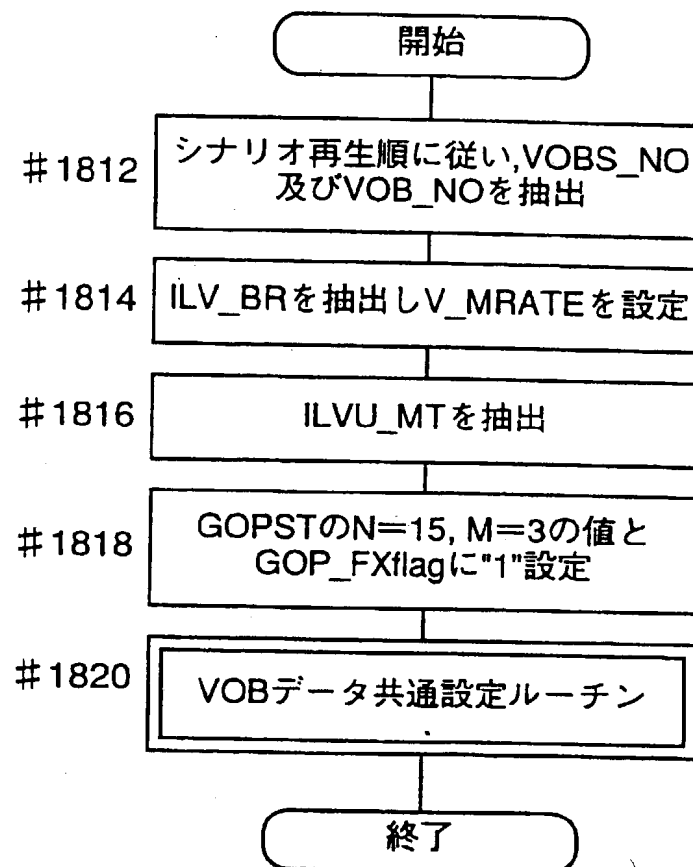 開始
#1812
シナリオ再生順に従い,VOBS_NO
及びVOB_NOを抽出
#1814
ILV_BRを抽出しV_MRATEを設定
#1816
ILVU_MTを抽出
#1818
GOPSTのN=15, M=3の値と
GOP_FXflagに"1"設定
#1820
VOBデータ共通設定ルーチン
終了